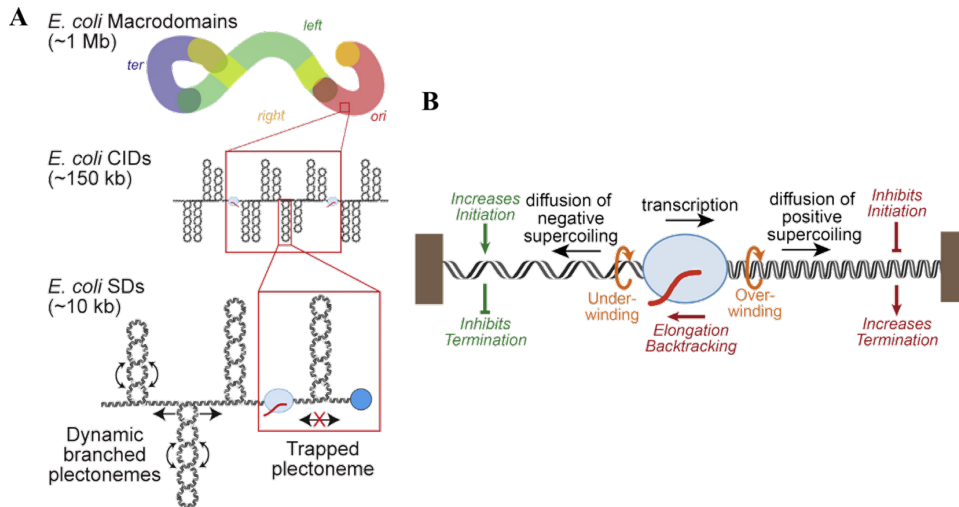 A
E. coli Macrodomains
(~1 Mb)
left
ter
right
ori
E. coli CIDs
(~150 kb)
E. coli SDs
(~10 kb)
Dynamic
branched
plectonemes
Trapped
plectoneme
B
Increases
Initiation
diffusion of
negative
supercoiling
transcription
diffusion of
positive
supercoiling
Inhibits
Initiation
Under-
winding
Over-
winding
Inhibits
Termination
Elongation
Backtracking
Increases
Termination